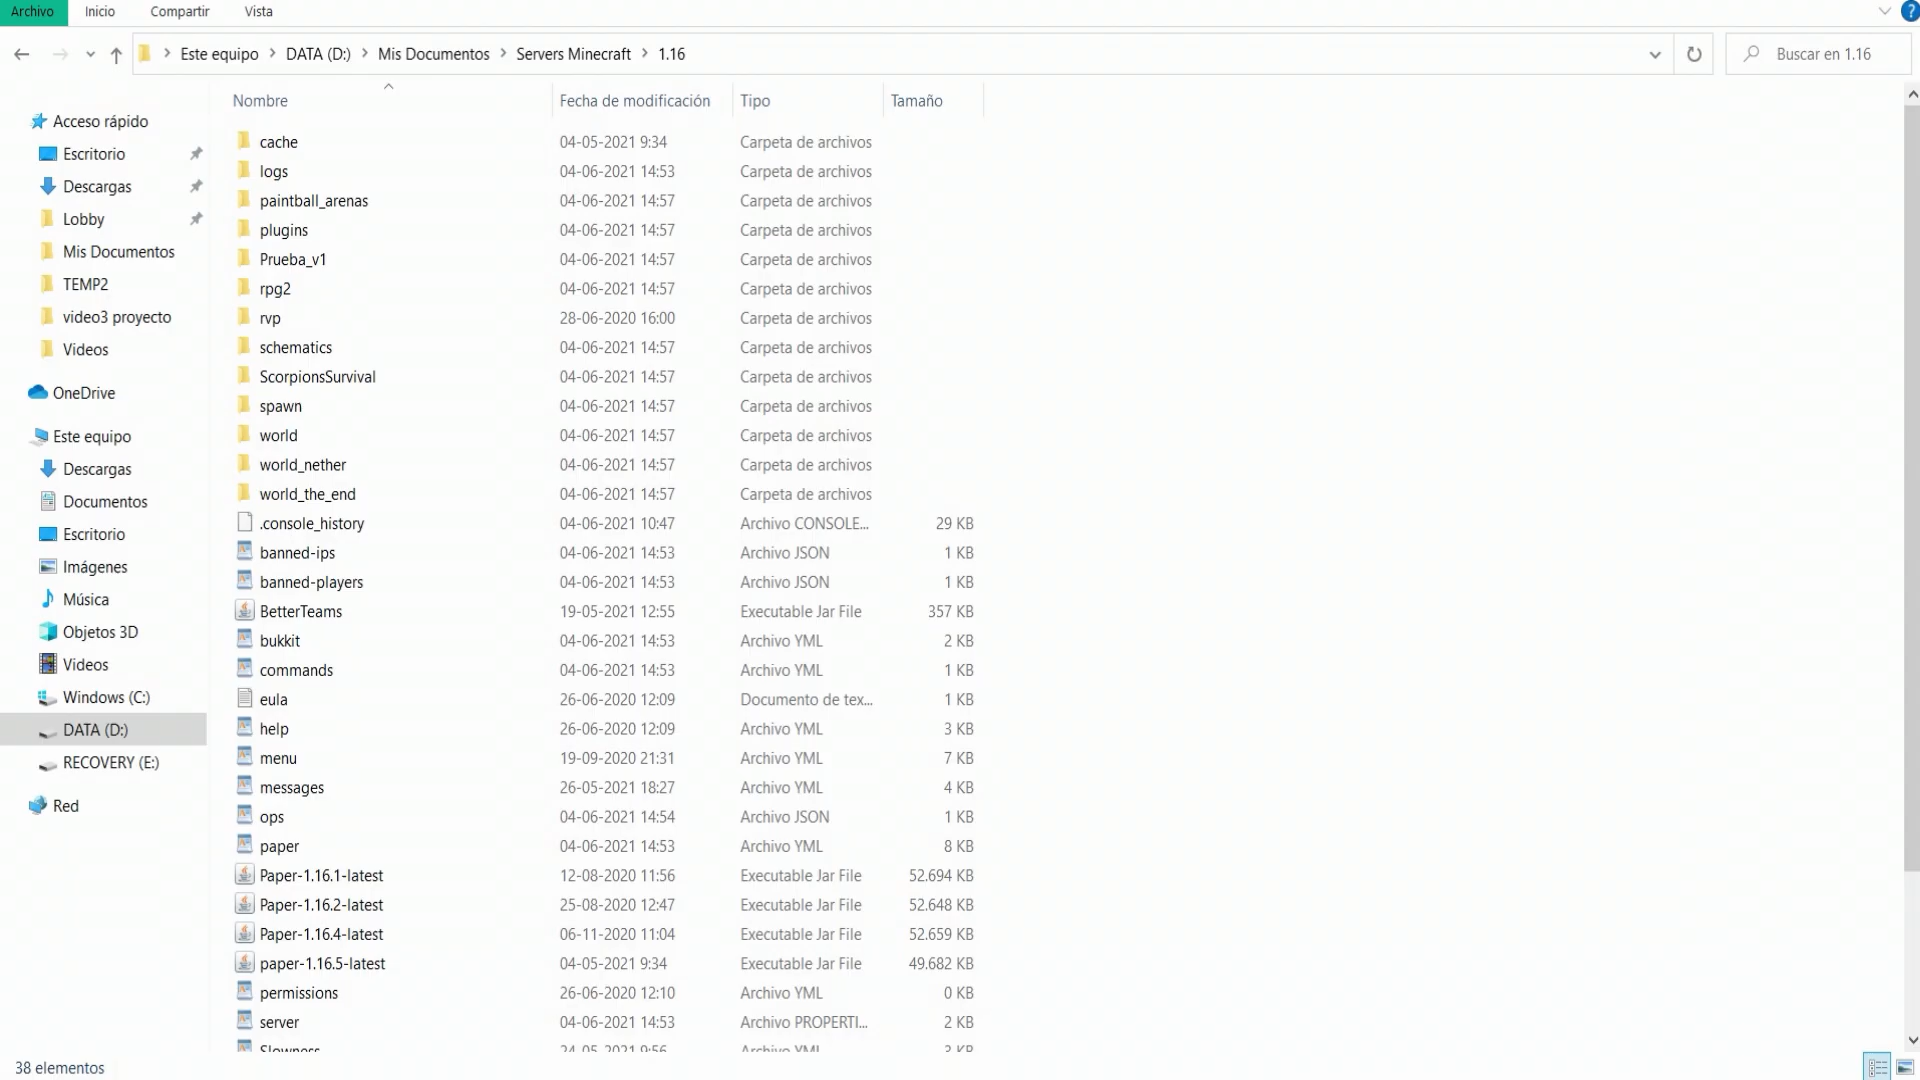 Archivo Inicio Compartir Vista
Este equipo DATA (D:) Mis Documentos Servers Minecraft 1.16 Buscar en 1.16
Nombre Fecha de modificación Tipo Tamaño
Acceso rápido
Escritorio
Descargas
Lobby
Mis Documentos
TEMP2
video3 proyecto
Videos
OneDrive
Este equipo
Descargas
Documentos
Escritorio
Imágenes
Música
Objetos 3D
Videos
Windows (C:)
DATA (D:)
RECOVERY (E:)
Red
cache 04-05-2021 9:34 Carpeta de archivos
logs 04-06-2021 14:53 Carpeta de archivos
paintball_arenas 04-06-2021 14:57 Carpeta de archivos
plugins 04-06-2021 14:57 Carpeta de archivos
Prueba_v1 04-06-2021 14:57 Carpeta de archivos
rpg2 04-06-2021 14:57 Carpeta de archivos
rvp 28-06-2020 16:00 Carpeta de archivos
schematics 04-06-2021 14:57 Carpeta de archivos
ScorpionsSurvival 04-06-2021 14:57 Carpeta de archivos
spawn 04-06-2021 14:57 Carpeta de archivos
world 04-06-2021 14:57 Carpeta de archivos
world_nether 04-06-2021 14:57 Carpeta de archivos
world_the_end 04-06-2021 14:57 Carpeta de archivos
.console_history 04-06-2021 10:47 Archivo CONSOLE... 29 KB
banned-ips 04-06-2021 14:53 Archivo JSON 1 KB
banned-players 04-06-2021 14:53 Archivo JSON 1 KB
BetterTeams 19-05-2021 12:55 Executable Jar File 357 KB
bukkit 04-06-2021 14:53 Archivo YML 2 KB
commands 04-06-2021 14:53 Archivo YML 1 KB
eula 26-06-2020 12:09 Documento de tex... 1 KB
help 26-06-2020 12:09 Archivo YML 3 KB
menu 19-09-2020 21:31 Archivo YML 7 KB
messages 26-05-2021 18:27 Archivo YML 4 KB
ops 04-06-2021 14:54 Archivo JSON 1 KB
paper 04-06-2021 14:53 Archivo YML 8 KB
Paper-1.16.1-latest 12-08-2020 11:56 Executable Jar File 52.694 KB
Paper-1.16.2-latest 25-08-2020 12:47 Executable Jar File 52.648 KB
Paper-1.16.4-latest 06-11-2020 11:04 Executable Jar File 52.659 KB
paper-1.16.5-latest 04-05-2021 9:34 Executable Jar File 49.682 KB
permissions 26-06-2020 12:10 Archivo YML 0 KB
server 04-06-2021 14:53 Archivo PROPERTI... 2 KB
Slowness 24-05-2021 9:56 Archivo YML 3 KB
38 elementos